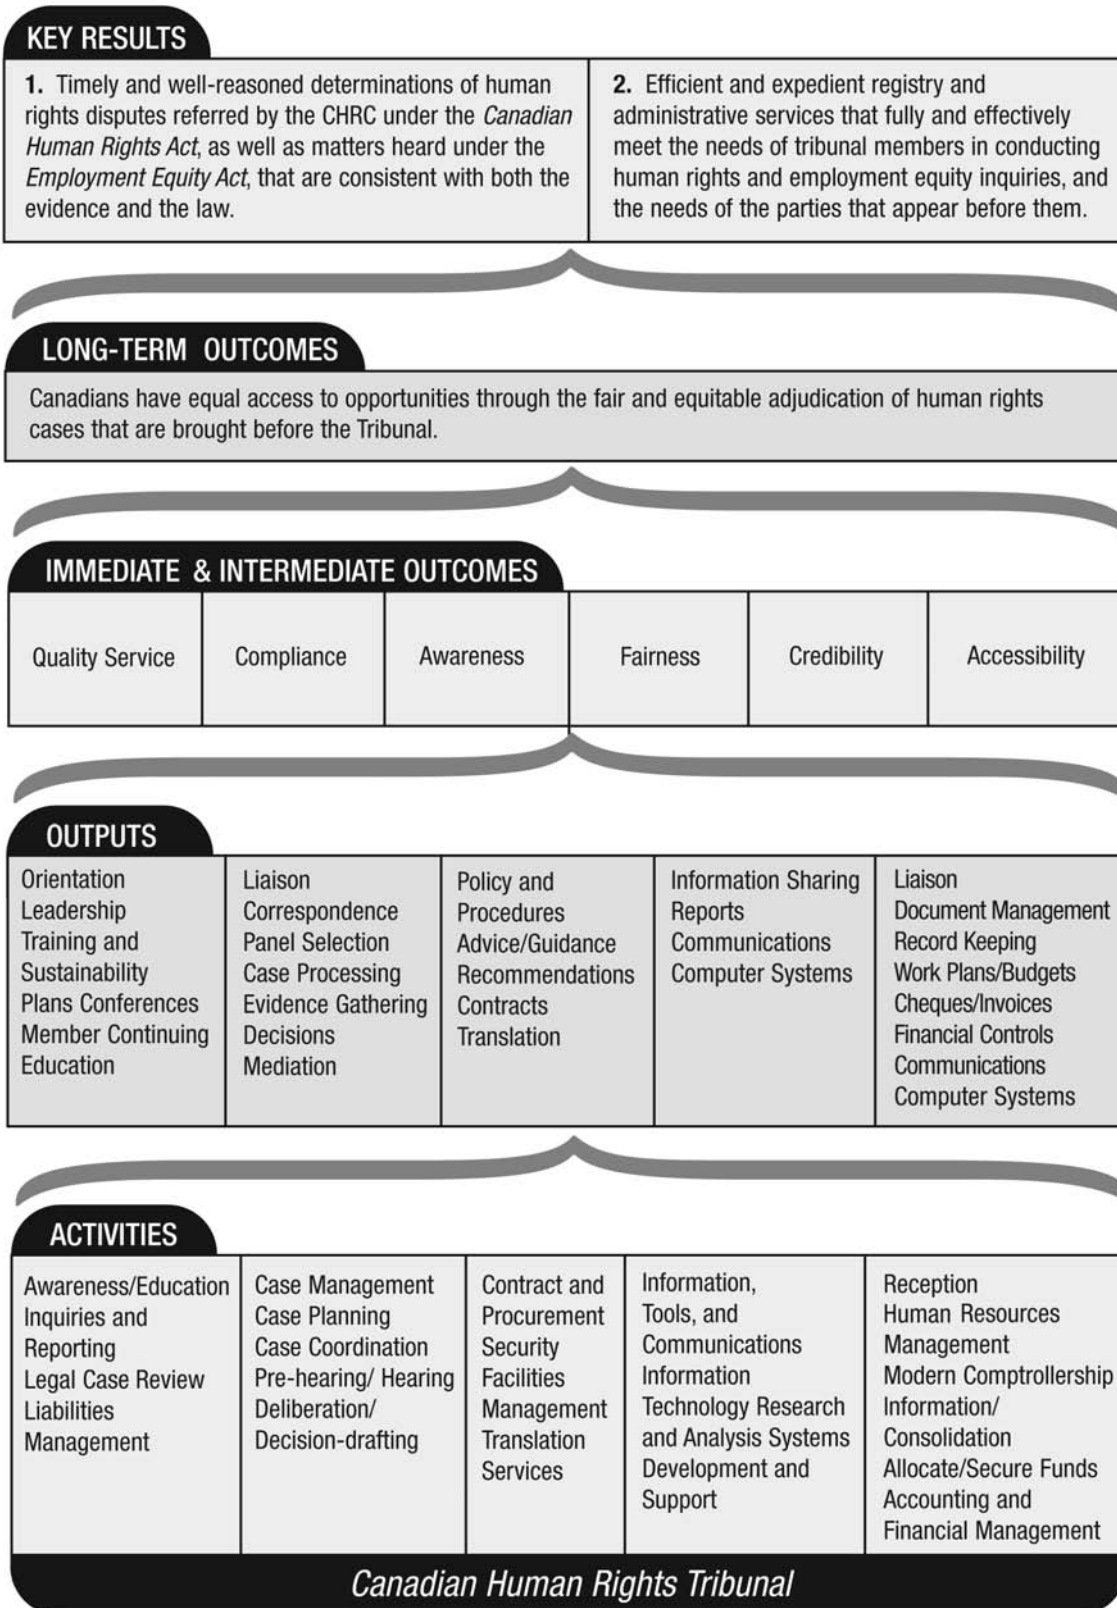 KEY RESULTS
1. Timely and well-reasoned determinations of human
rights disputes referred by the CHRC under the Canadian
Human Rights Act, as well as matters heard under the
Employment Equity Act, that are consistent with both the
evidence and the law.
2. Efficient and expedient registry and
administrative services that fully and effectively
meet the needs of tribunal members in conducting
human rights and employment equity inquiries, and
the needs of the parties that appear before them.
LONG-TERM OUTCOMES
Canadians have equal access to opportunities through the fair and equitable adjudication of human rights
cases that are brought before the Tribunal.
IMMEDIATE & INTERMEDIATE OUTCOMES
Quality Service
Compliance
Awareness
Fairness
Credibility
Accessibility
OUTPUTS
Orientation
Leadership
Training and
Sustainability
Plans Conferences
Member Continuing
Education
Liaison
Correspondence
Panel Selection
Case Processing
Evidence Gathering
Decisions
Mediation
Policy and
Procedures
Advice/Guidance
Recommendations
Contracts
Translation
Information Sharing
Reports
Communications
Computer Systems
Liaison
Document Management
Record Keeping
Work Plans/Budgets
Cheques/Invoices
Financial Controls
Communications
Computer Systems
ACTIVITIES
Awareness/Education
Inquiries and
Reporting
Legal Case Review
Liabilities
Management
Case Management
Case Planning
Case Coordination
Pre-hearing/ Hearing
Deliberation/
Decision-drafting
Contract and
Procurement
Security
Facilities
Management
Translation
Services
Information,
Tools, and
Communications
Information
Technology Research
and Analysis Systems
Development and
Support
Reception
Human Resources
Management
Modern Comptrollership
Information/
Consolidation
Allocate/Secure Funds
Accounting and
Financial Management
Canadian Human Rights Tribunal